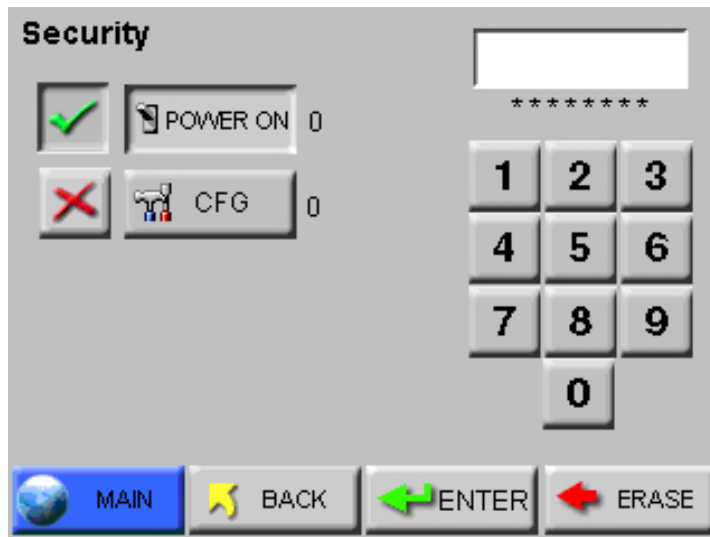 Security
********
POWER ON 0
CFG 0
1 2 3
4 5 6
7 8 9
0
MAIN BACK ENTER ERASE